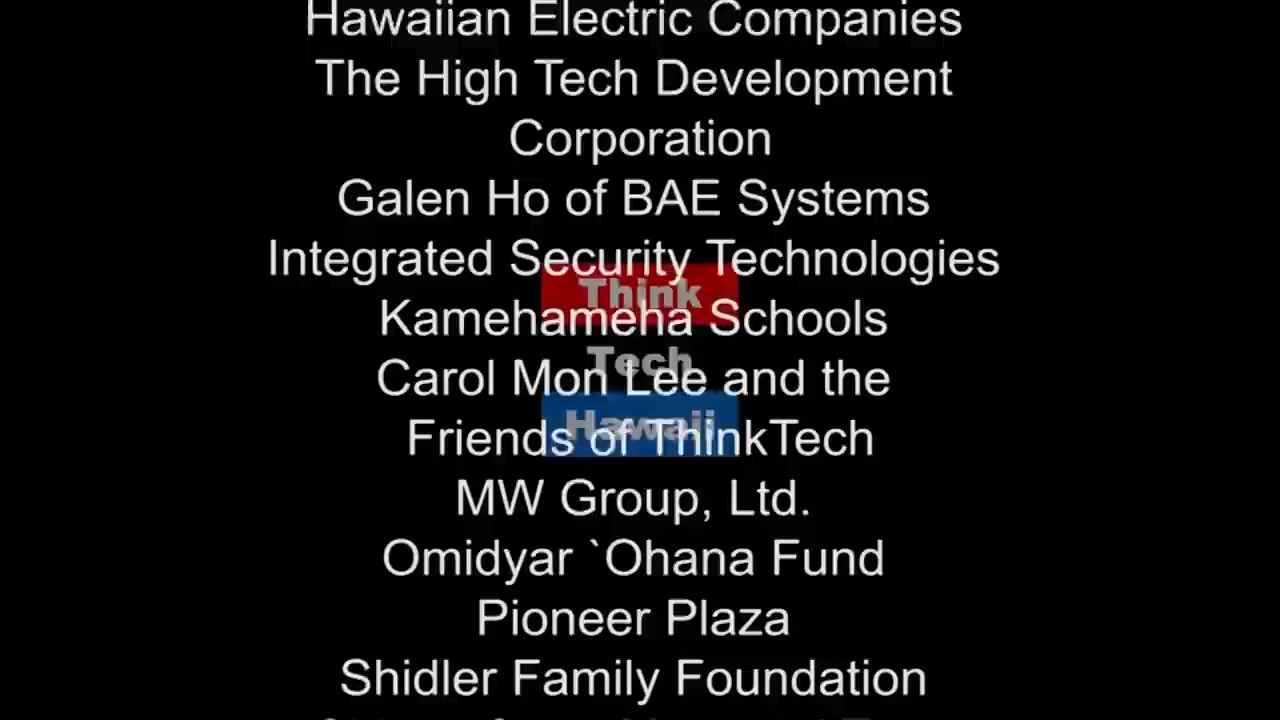 Hawaiian Electric Companies
The High Tech Development
Corporation
Galen Ho of BAE Systems
Integrated Security Technologies
Think
Kamehameha Schools
Tech
Carol Mon Lee and the
Hawaii
Friends of ThinkTech
MW Group, Ltd.
Omidyar `Ohana Fund
Pioneer Plaza
Shidler Family Foundation